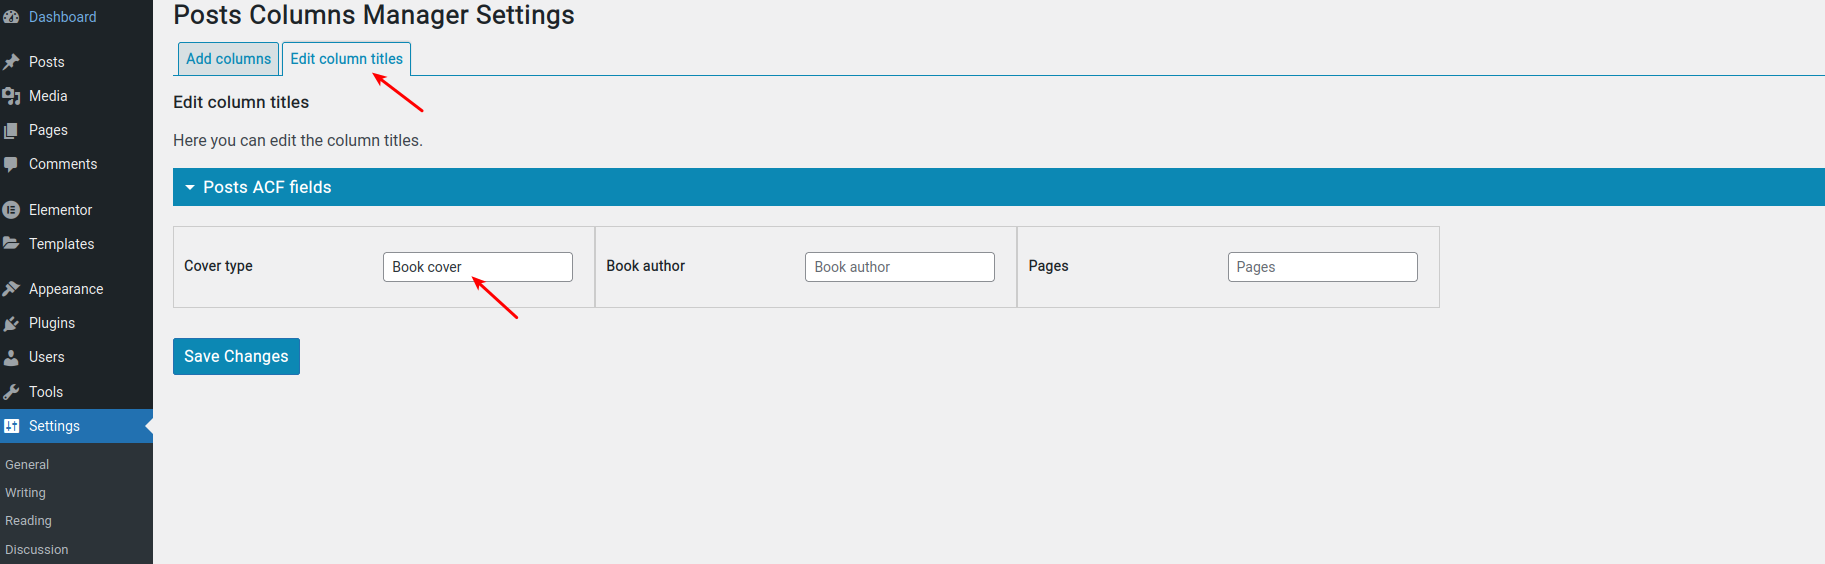 Dashboard
Posts
Media
Pages
Comments
Elementor
Templates
Appearance
Plugins
Users
Tools
Settings
General
Writing
Reading
Discussion
Posts Columns Manager Settings
Add columns
Edit column titles
Edit column titles
Here you can edit the column titles.
Posts ACF fields
Cover type
Book cover
Book author
Book author
Pages
Pages
Save Changes